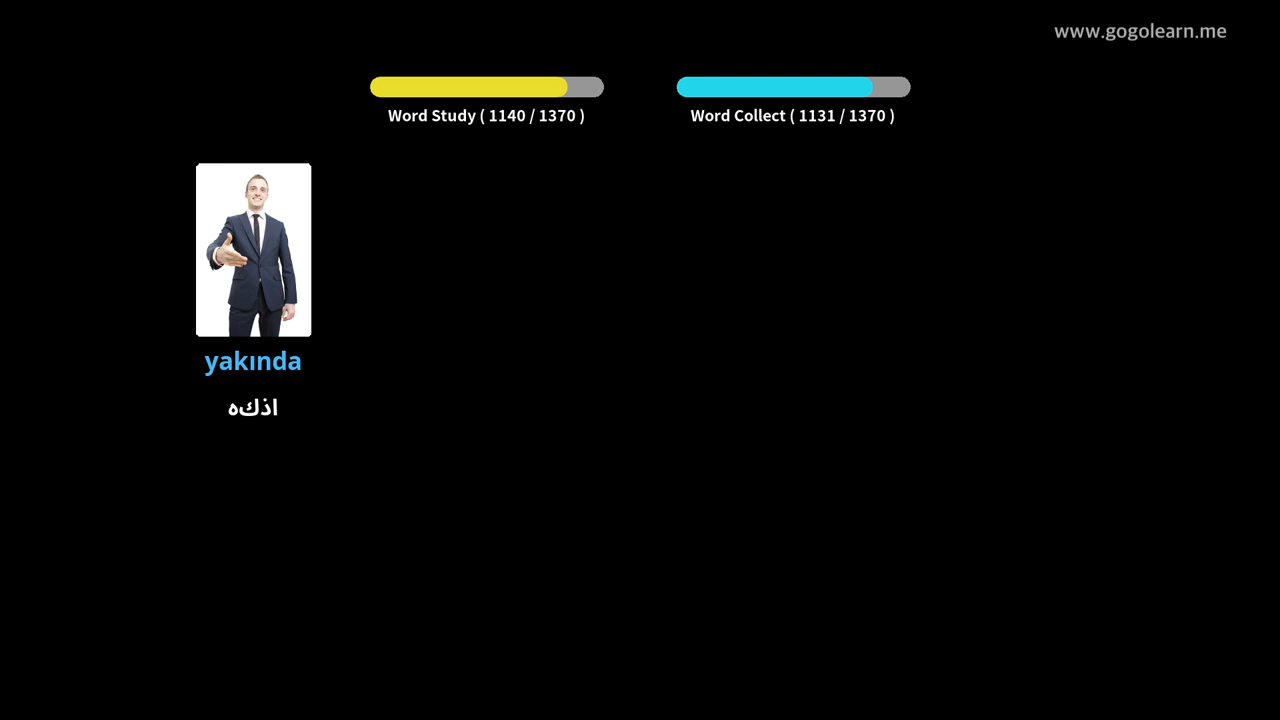 www.gogolearn.me
Word Study ( 1140 / 1370 )
Word Collect ( 1131 / 1370 )
yakında
اذكه